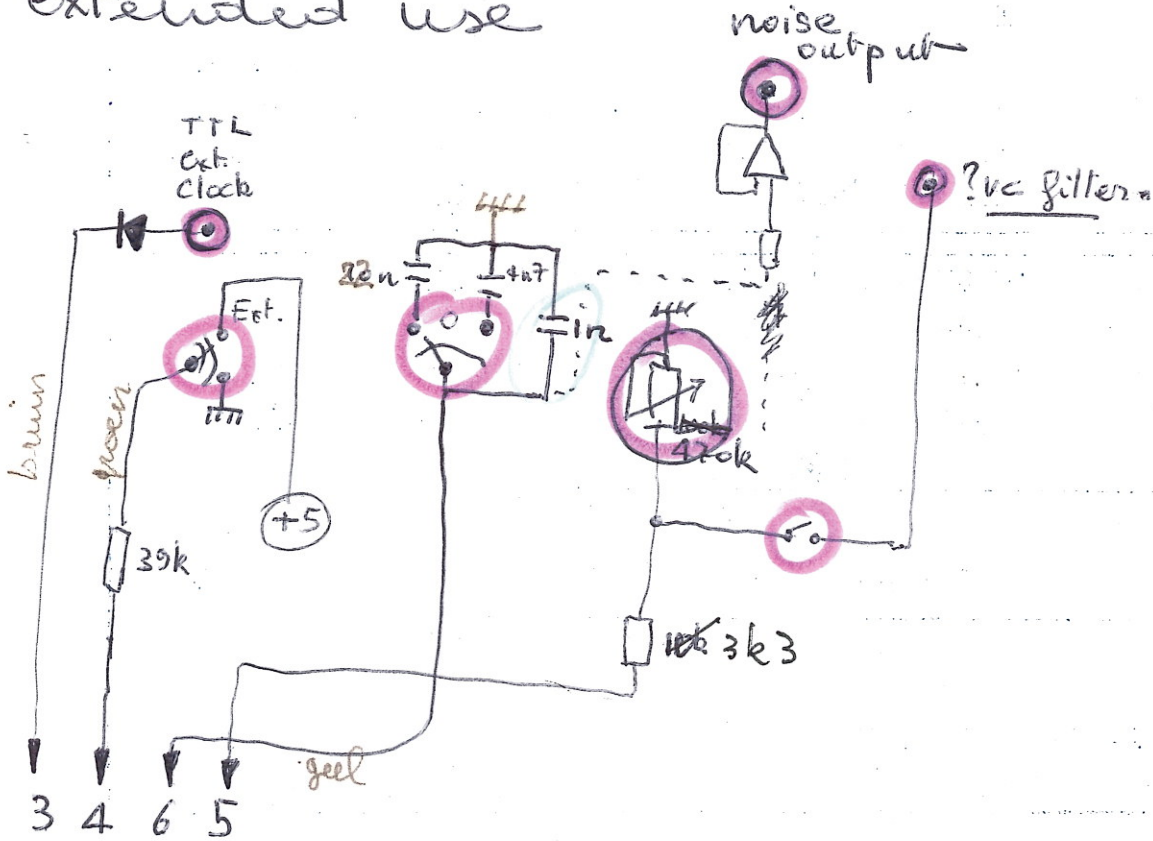 extended use
noise
output
TTL
Ext.
Clock
?vc filter.
22n
4n7
1n
Ext.
470k
bruin
groen
+5
39k
3k3
geel
3 4 6 5